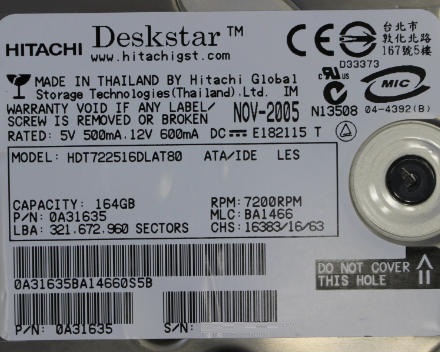 HITACHI Deskstar™
www.hitachigst.com
台北市
敦化北路
167號5樓
D33373
MADE IN THAILAND BY Hitachi Global
Storage Technologies(Thailand).Ltd. IM
WARRANTY VOID IF ANY LABEL/
SCREW IS REMOVED OR BROKEN
NOV-2005
N13508
MIC
04-4392(B)
RATED: 5V 500mA.12V 600mA DC E182115 T
MODEL: HDT722516DLAT80 ATA/IDE LES
CAPACITY: 164GB RPM: 7200RPM
P/N: 0A31635 MLC: BA1466
LBA: 321.672.960 SECTORS CHS: 16383/16/63
0A31635BA14660S5B
DO NOT COVER
THIS HOLE
P/N: 0A31635 S/N: